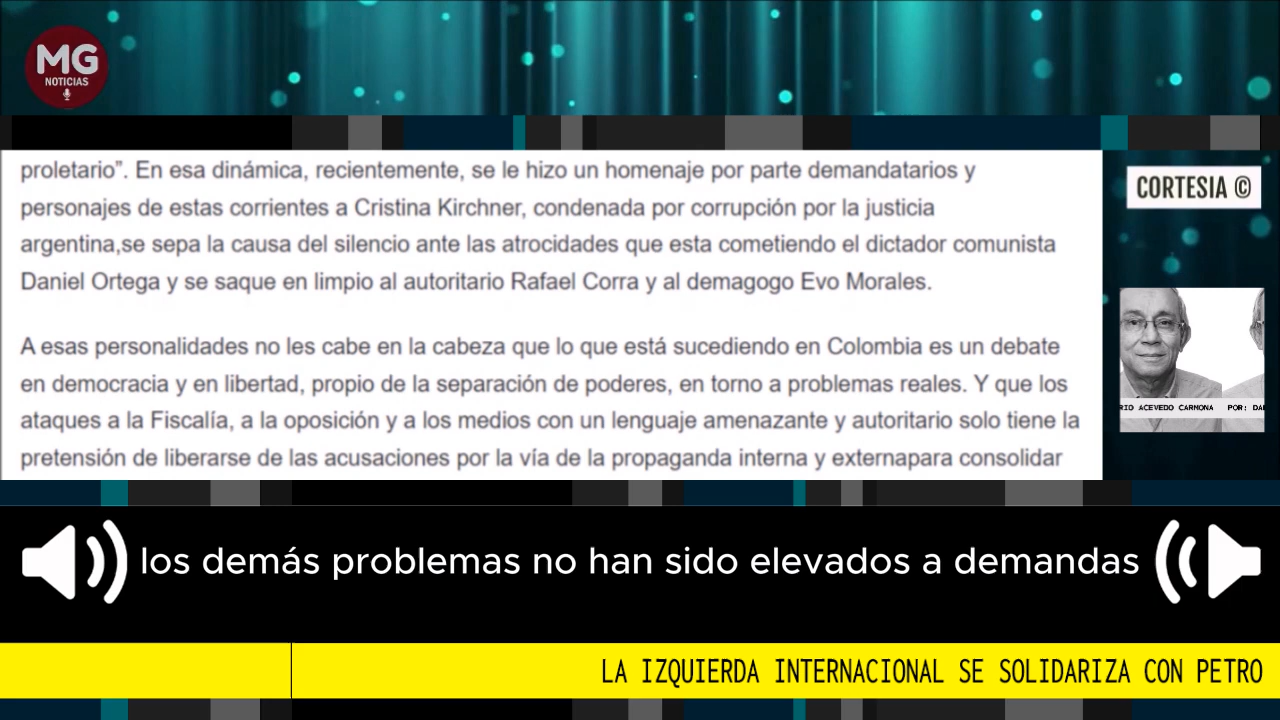 MG
NOTICIAS
proletario”. En esa dinámica, recientemente, se le hizo un homenaje por parte demandatarios y
personajes de estas corrientes a Cristina Kirchner, condenada por corrupción por la justicia
argentina,se sepa la causa del silencio ante las atrocidades que esta cometiendo el dictador comunista
Daniel Ortega y se saque en limpio al autoritario Rafael Corra y al demagogo Evo Morales.
A esas personalidades no les cabe en la cabeza que lo que está sucediendo en Colombia es un debate
en democracia y en libertad, propio de la separación de poderes, en torno a problemas reales. Y que los
ataques a la Fiscalía, a la oposición y a los medios con un lenguaje amenazante y autoritario solo tiene la
pretensión de liberarse de las acusaciones por la vía de la propaganda interna y externapara consolidar
CORTESIA ©
RIO ACEVEDO CARMONA POR: DA
los demás problemas no han sido elevados a demandas
LA IZQUIERDA INTERNACIONAL SE SOLIDARIZA CON PETRO